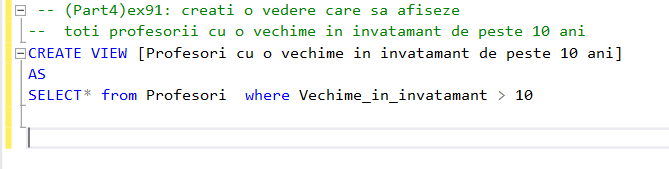 -- (Part4)ex91: creati o vedere care sa afiseze
-- toti profesorii cu o vechime in invatamant de peste 10 ani
CREATE VIEW [Profesori cu o vechime in invatamant de peste 10 ani]
AS
SELECT* from Profesori  where Vechime_in_invatamant > 10